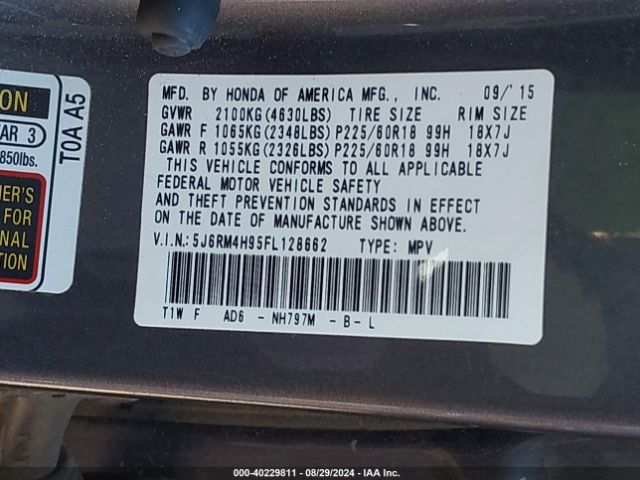 ION
AR 3
850lbs.
ER'S
FOR
NAL
TION
T0A A5
MFD. BY HONDA OF AMERICA MFG., INC. 09/'15
GVWR 2100KG(4630LBS) TIRE SIZE RIM SIZE
GAWR F 1065KG(2348LBS) P225/60R18 99H 18X7J
GAWR R 1055KG(2326LBS) P225/60R18 99H 18X7J
THIS VEHICLE CONFORMS TO ALL APPLICABLE
FEDERAL MOTOR VEHICLE SAFETY
AND THEFT PREVENTION STANDARDS IN EFFECT
ON THE DATE OF MANUFACTURE SHOWN ABOVE.
V.I.N.:5J6RM4H95FL128662 TYPE: MPV
T1W F AD6 - NH797M - B - L
000-40229811 - 08/29/2024 - IAA Inc.